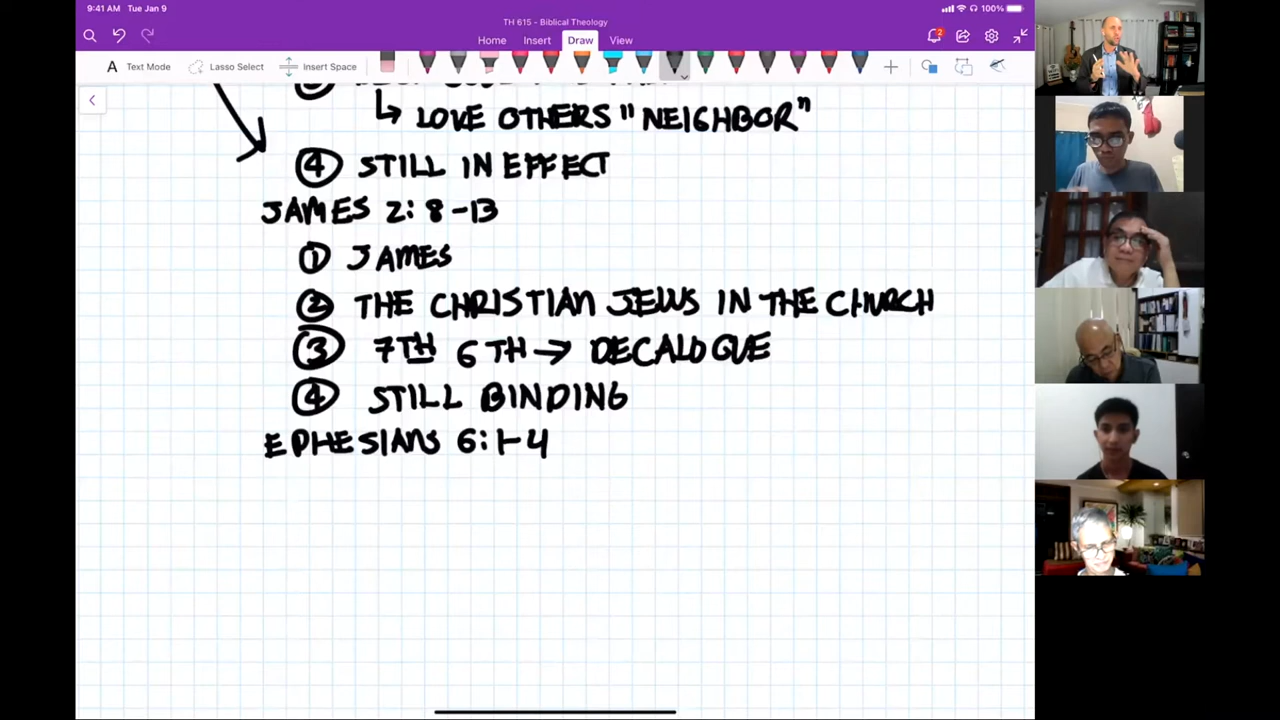 9:41 AM Tue Jan 9
100%
TH 615 - Biblical Theology
Home Insert Draw View
2
A Text Mode Lasso Select Insert Space
↳ LOVE OTHERS "NEIGHBOR"
④ STILL IN EFFECT
JAMES 2:8-13
① JAMES
② THE CHRISTIAN JEWS IN THE CHURCH
③ 7TH 6TH → DECALOGUE
④ STILL BINDING
EPHESIANS 6:1-4